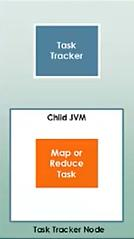 Task
Tracker
Child JVM
Map or
Reduce
Task
Task Tracker Node